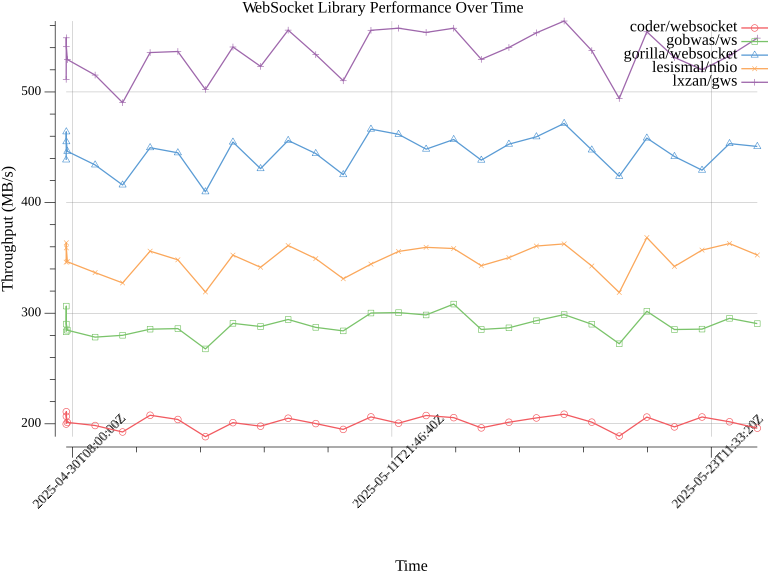 WebSocket Library Performance Over Time
coder/websocket
gobwas/ws
gorilla/websocket
lesismal/nbio
lxzan/gws
Throughput (MB/s)
500
400
300
200
2025-04-30T08:00:00Z
2025-05-11T21:46:40Z
2025-05-23T11:33:20Z
Time